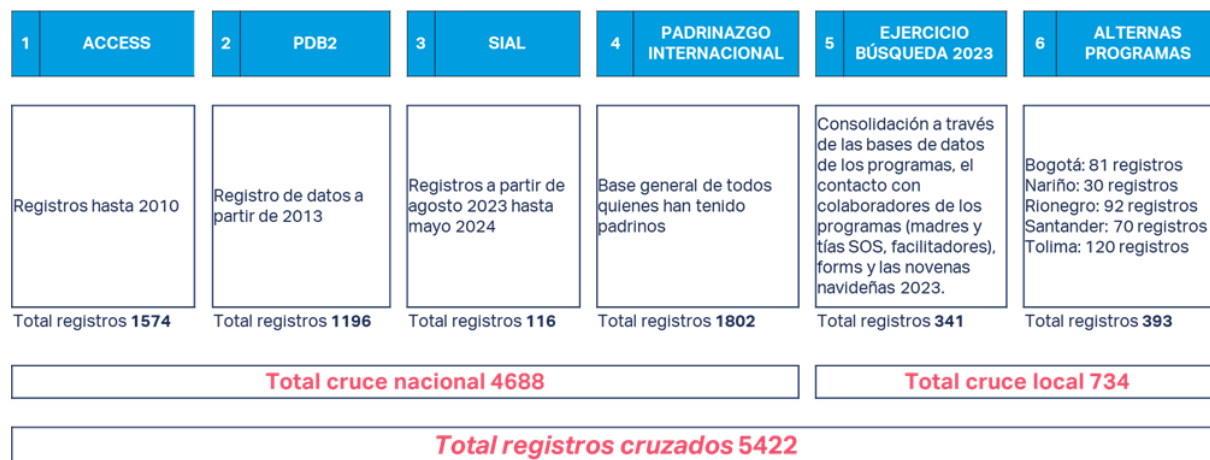 1 ACCESS
2 PDB2
3 SIAL
4 PADRINAZGO
INTERNACIONAL
5 EJERCICIO
BÚSQUEDA 2023
6 ALTERNAS
PROGRAMAS
Registros hasta 2010
Total registros 1574
Registro de datos a
partir de 2013
Total registros 1196
Registros a partir de
agosto 2023 hasta
mayo 2024
Total registros 116
Base general de todos
quienes han tenido
padrinos
Total registros 1802
Consolidación a través
de las bases de datos
de los programas, el
contacto con
colaboradores de los
programas (madres y
tías SOS, facilitadores),
forms y las novenas
navideñas 2023.
Total registros 341
Bogotá: 81 registros
Nariño: 30 registros
Rionegro: 92 registros
Santander: 70 registros
Tolima: 120 registros
Total registros 393
Total cruce nacional 4688
Total cruce local 734
Total registros cruzados 5422